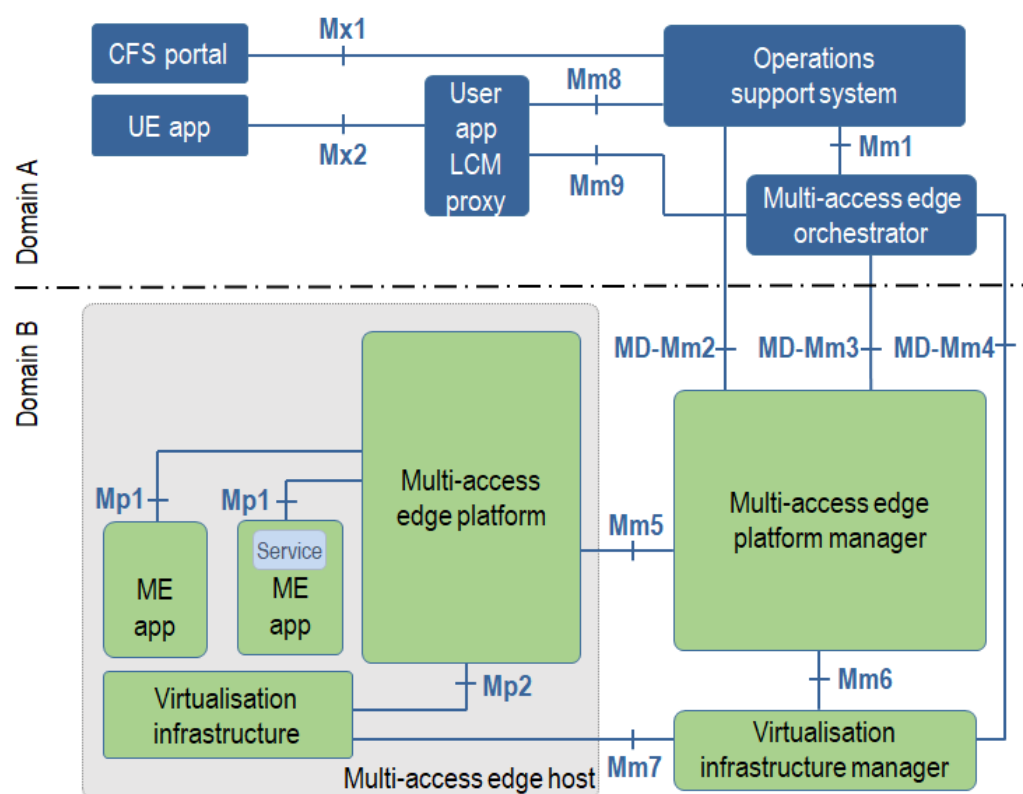 Mx1
CFS portal
Operations
support system
Mm8
User
app
LCM
proxy
UE app
Mx2
Mm9
Mm1
Multi-access edge
orchestrator
Domain A
Domain B
MD-Mm2
MD-Mm3
MD-Mm4
Multi-access
edge platform
Mp1
Mp1
Service
ME
app
ME
app
Mm5
Multi-access edge
platform manager
Mp2
Mm6
Virtualisation
infrastructure
Mm7
Virtualisation
infrastructure manager
Multi-access edge host